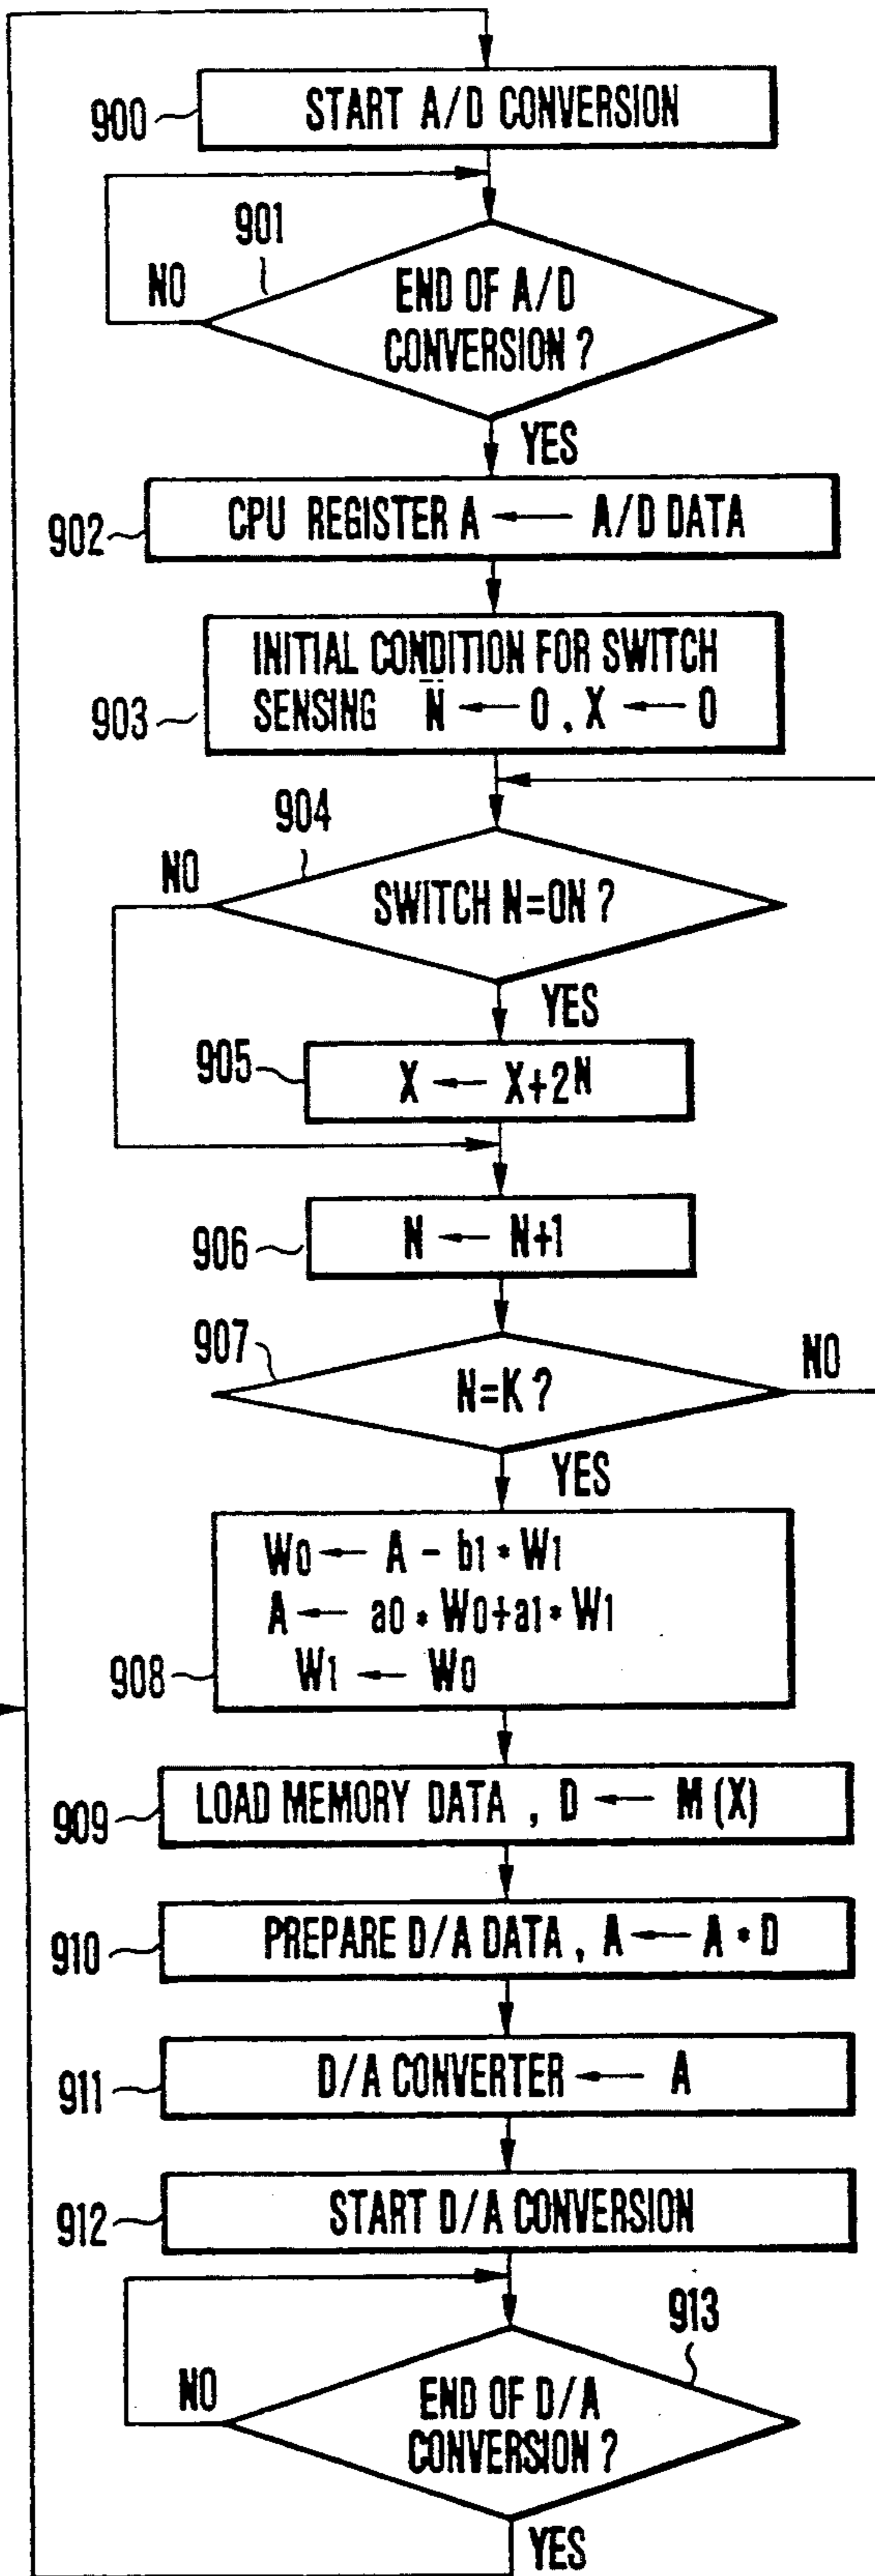 900
START A/D CONVERSION
901
NO
END OF A/D
CONVERSION ?
YES
902
CPU REGISTER A ← A/D DATA
INITIAL CONDITION FOR SWITCH
903
SENSING N ← 0 , X ← 0
904
NO
SWITCH N=ON ?
YES
905
X ← X+2^N
906
N ← N+1
907
NO
N=K ?
YES
W0 ← A - b1 * W1
A ← a0 * W0+a1 * W1
908
W1 ← W0
909
LOAD MEMORY DATA , D ← M (X)
910
PREPARE D/A DATA , A ← A * D
911
D/A CONVERTER ← A
912
START D/A CONVERSION
913
NO
END OF D/A
CONVERSION ?
YES